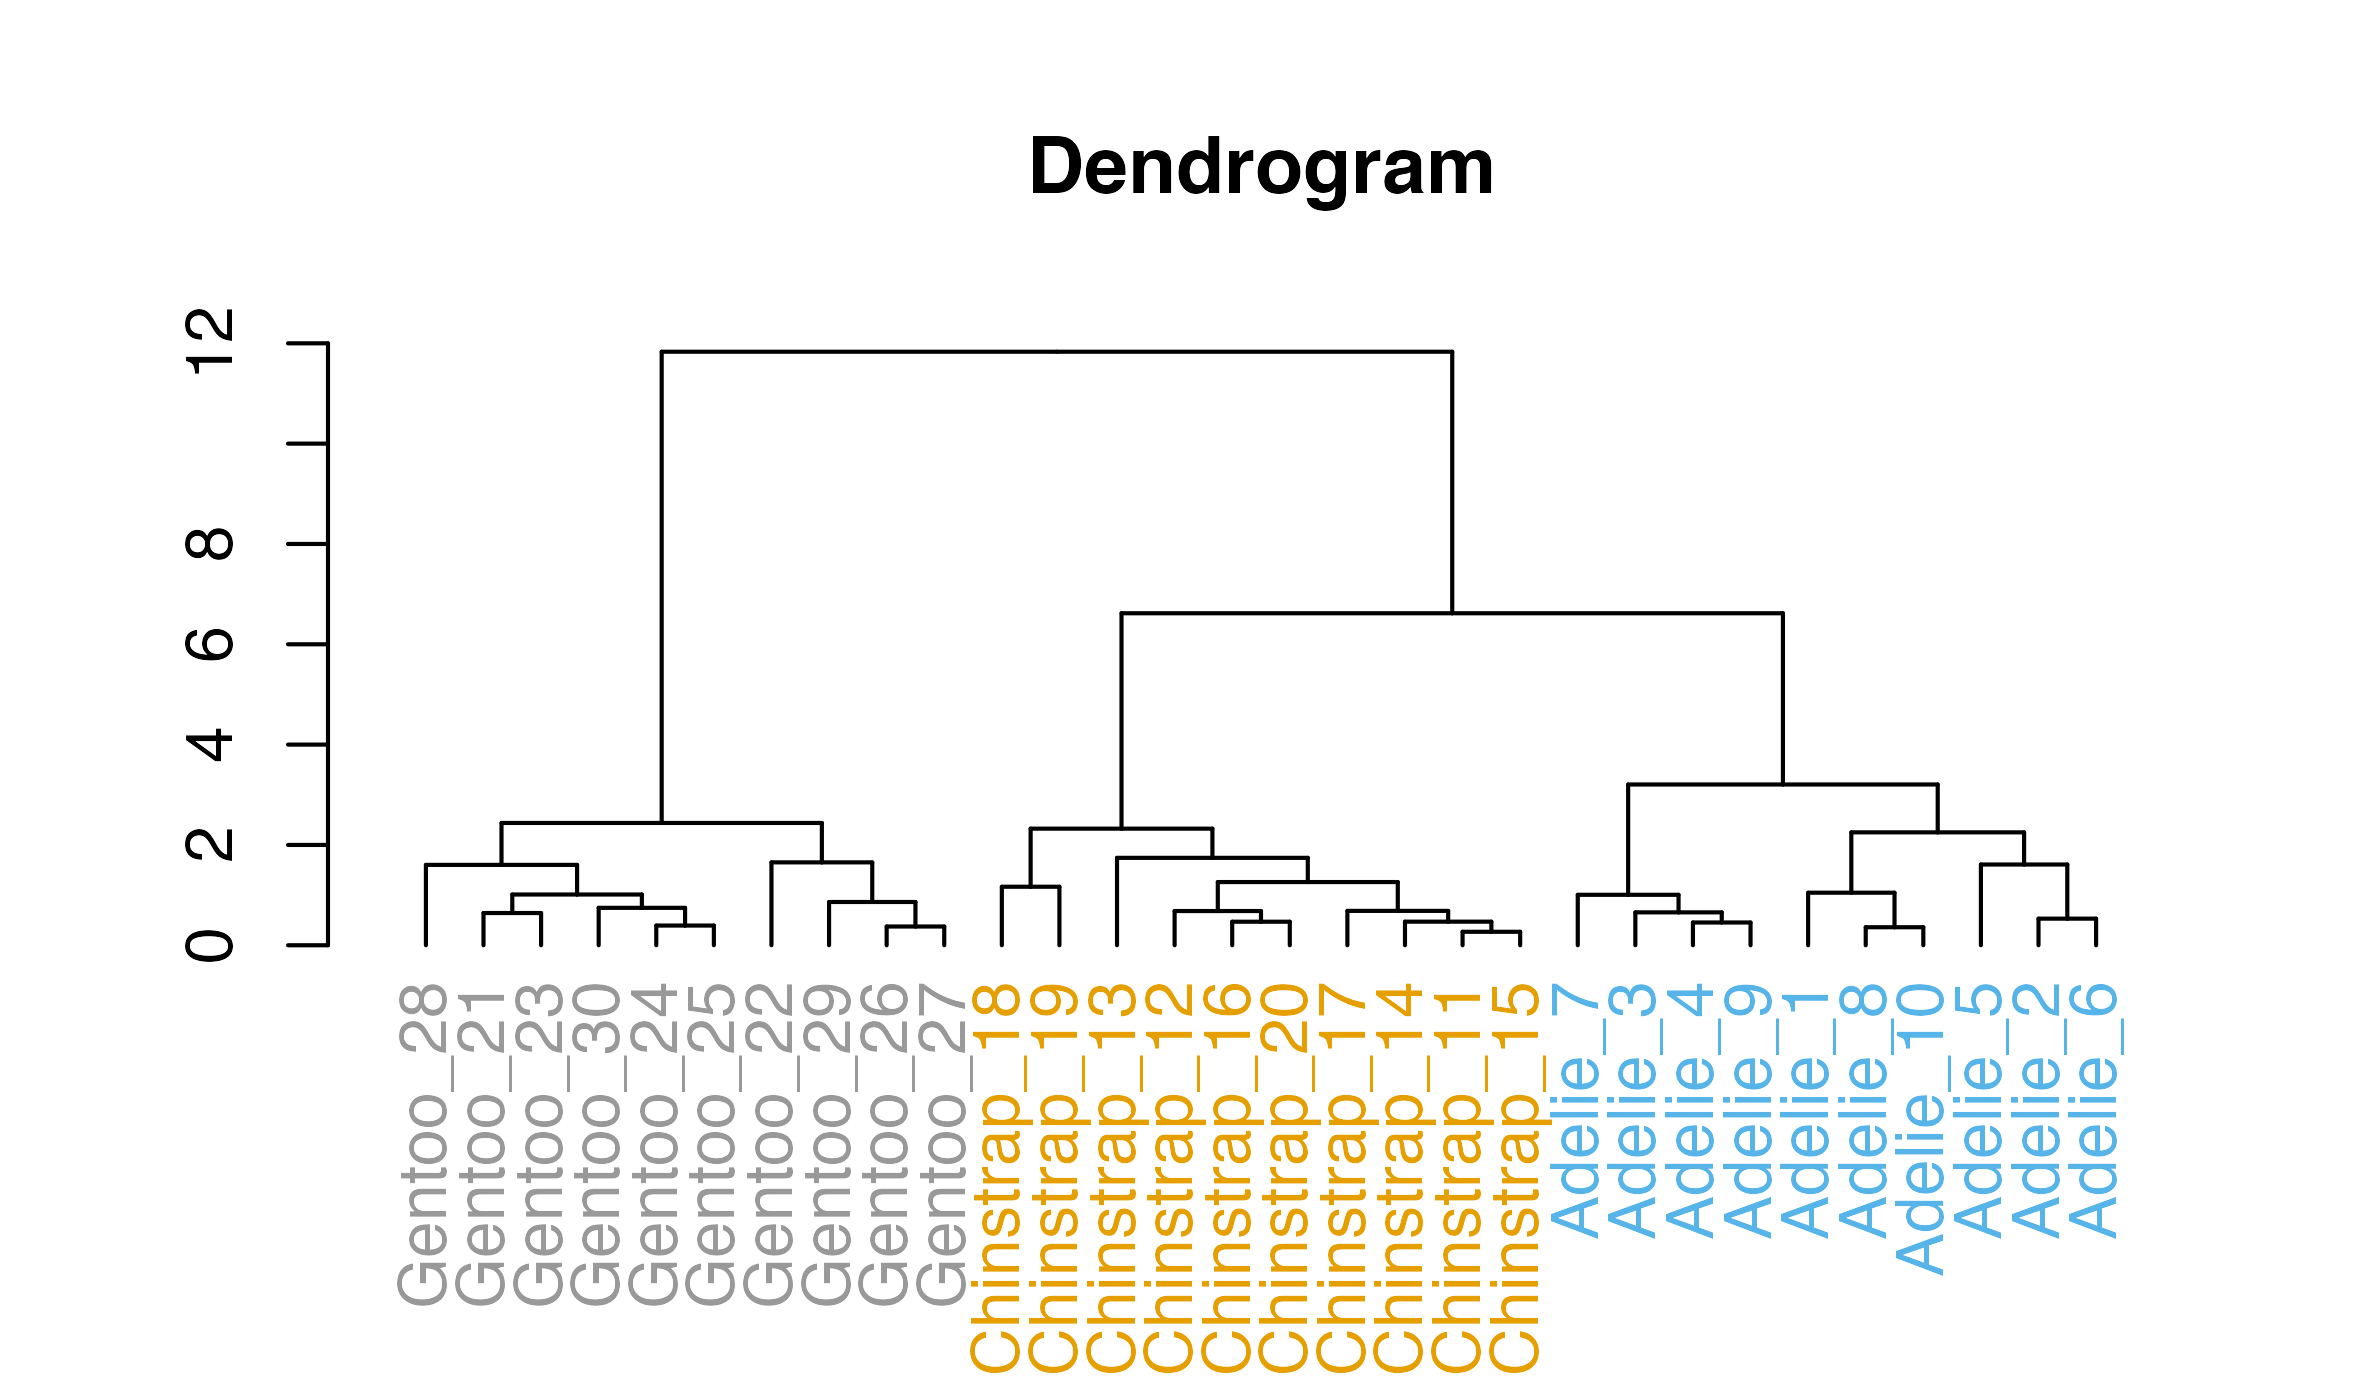 Dendrogram
12
8
6
4
2
0
Gentoo_28
Gentoo_21
Gentoo_23
Gentoo_30
Gentoo_24
Gentoo_25
Gentoo_22
Gentoo_29
Gentoo_26
Gentoo_27
Chinstrap_18
Chinstrap_19
Chinstrap_13
Chinstrap_12
Chinstrap_16
Chinstrap_20
Chinstrap_17
Chinstrap_14
Chinstrap_11
Chinstrap_15
Adelie_7
Adelie_3
Adelie_4
Adelie_9
Adelie_1
Adelie_8
Adelie_10
Adelie_5
Adelie_2
Adelie_6